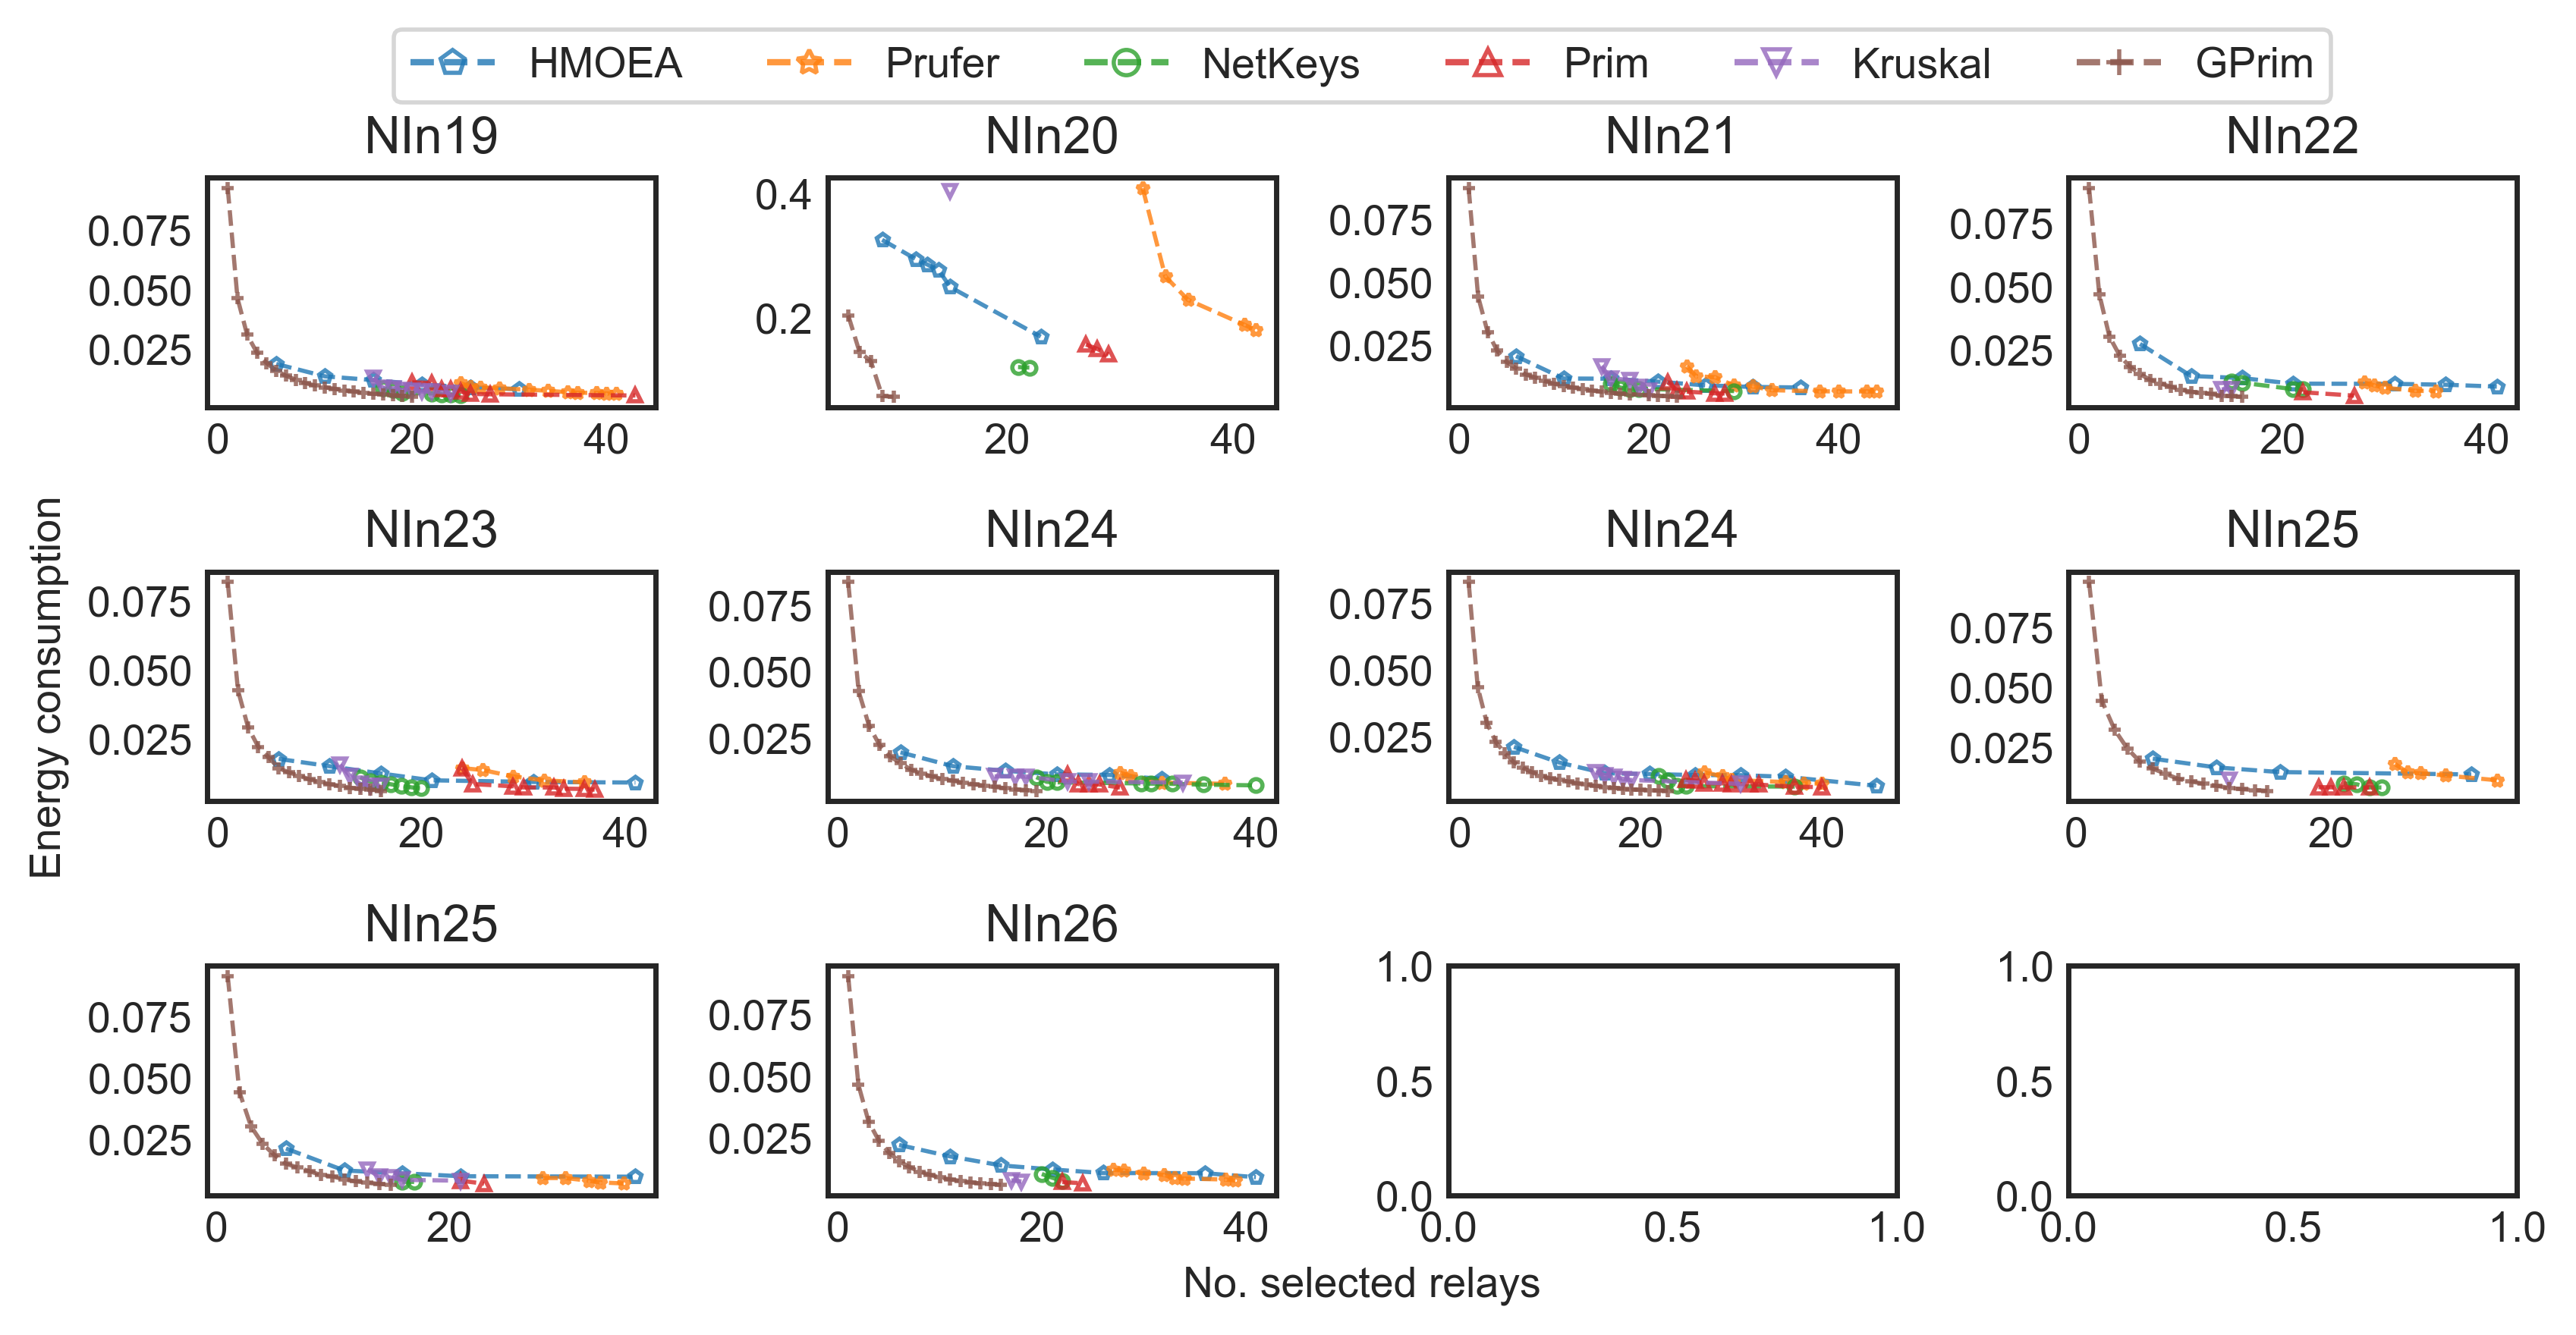 HMOEA Prufer NetKeys Prim Kruskal GPrim
NIn19 NIn20 NIn21 NIn22
0.075 0.4 0.075 0.075
0.050 0.2 0.050 0.050
0.025 0.025 0.025
0 20 40 20 40 0 20 40 0 20 40
Energy consumption
NIn23 NIn24 NIn24 NIn25
0.075 0.075 0.075 0.075
0.050 0.050 0.050 0.050
0.025 0.025 0.025 0.025
0 20 40 0 20 40 0 20 40 0 20
NIn25 NIn26
0.075 0.075 1.0 1.0
0.050 0.050 0.5 0.5
0.025 0.025 0.0 0.0
0 20 0 20 40 0.0 0.5 1.0 0.0 0.5 1.0
No. selected relays